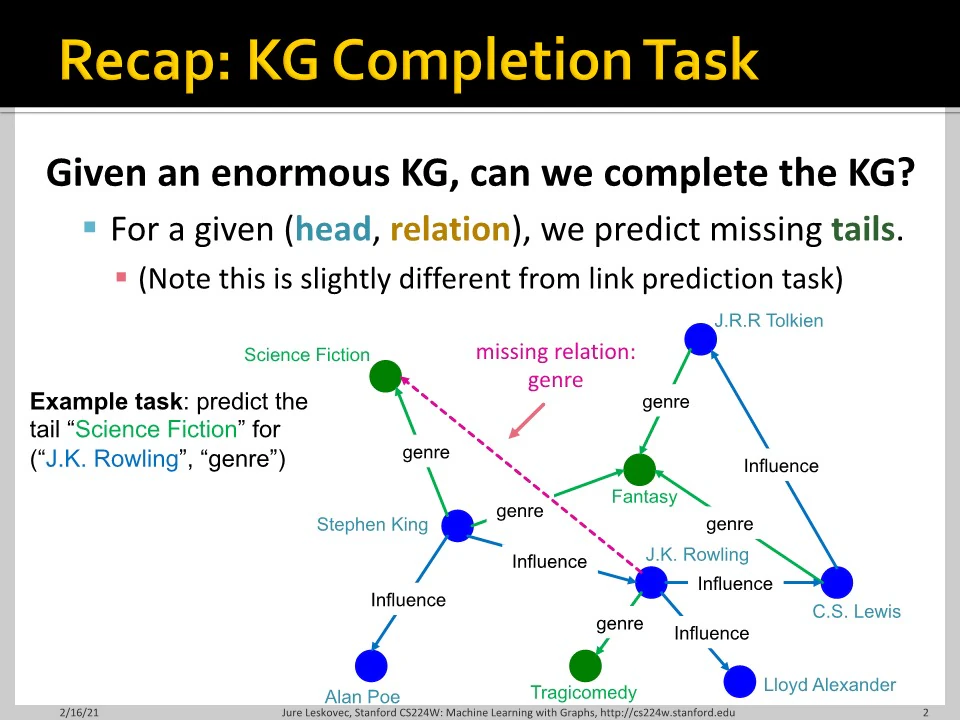 Recap: KG Completion Task
Given an enormous KG, can we complete the KG?
For a given (head, relation), we predict missing tails.
(Note this is slightly different from link prediction task)
J.R.R Tolkien
Science Fiction
missing relation:
genre
Example task: predict the
tail “Science Fiction” for
(“J.K. Rowling”, “genre”)
genre
genre
Influence
Fantasy
genre
Stephen King
genre
Influence
J.K. Rowling
Influence
Influence
C.S. Lewis
genre
Influence
Alan Poe
Tragicomedy
Lloyd Alexander
2/16/21
Jure Leskovec, Stanford CS224W: Machine Learning with Graphs, http://cs224w.stanford.edu
2